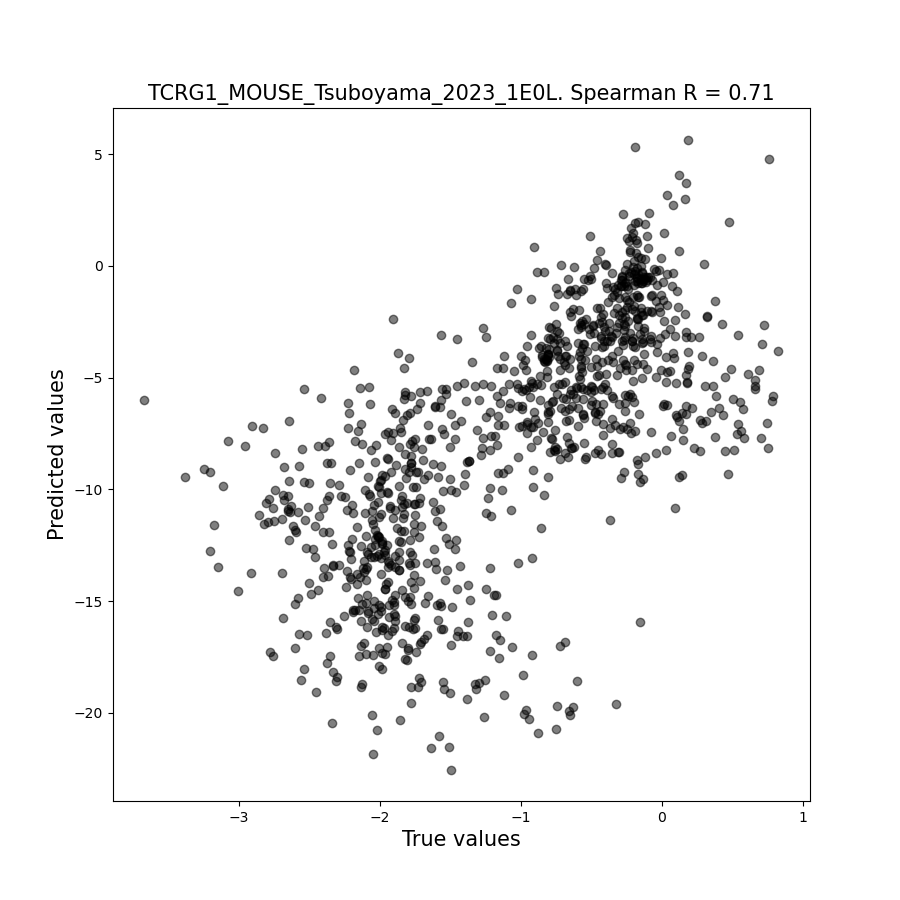 TCRG1_MOUSE_Tsuboyama_2023_1E0L. Spearman R = 0.71
5
0
−5
−10
−15
−20
Predicted values
−3 −2 −1 0 1
True values